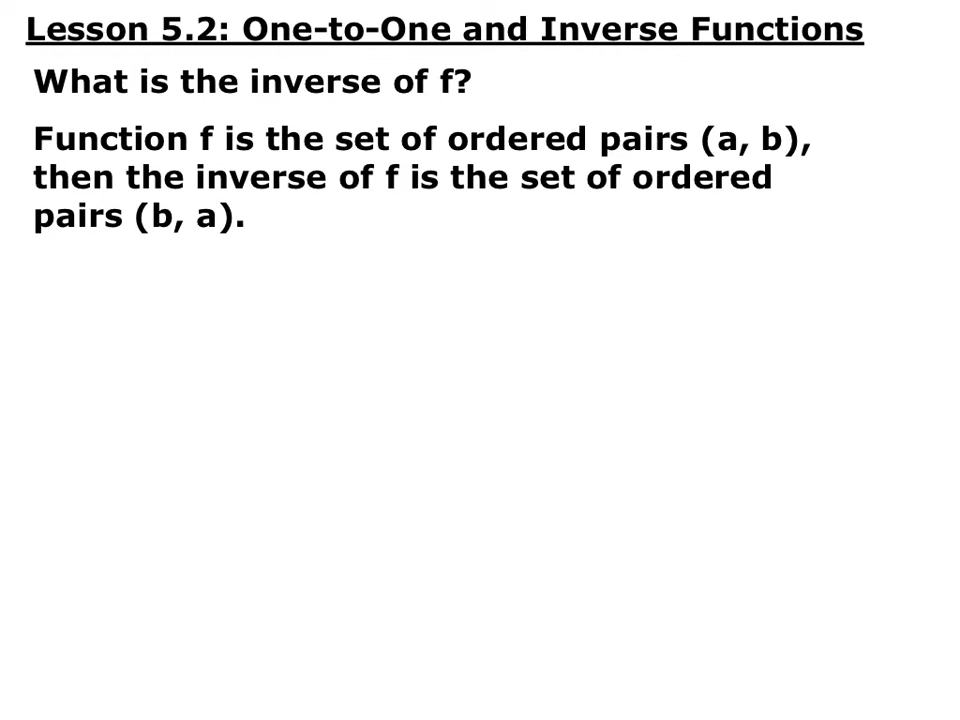 Lesson 5.2: One-to-One and Inverse Functions
What is the inverse of f?
Function f is the set of ordered pairs (a, b),
then the inverse of f is the set of ordered
pairs (b, a).